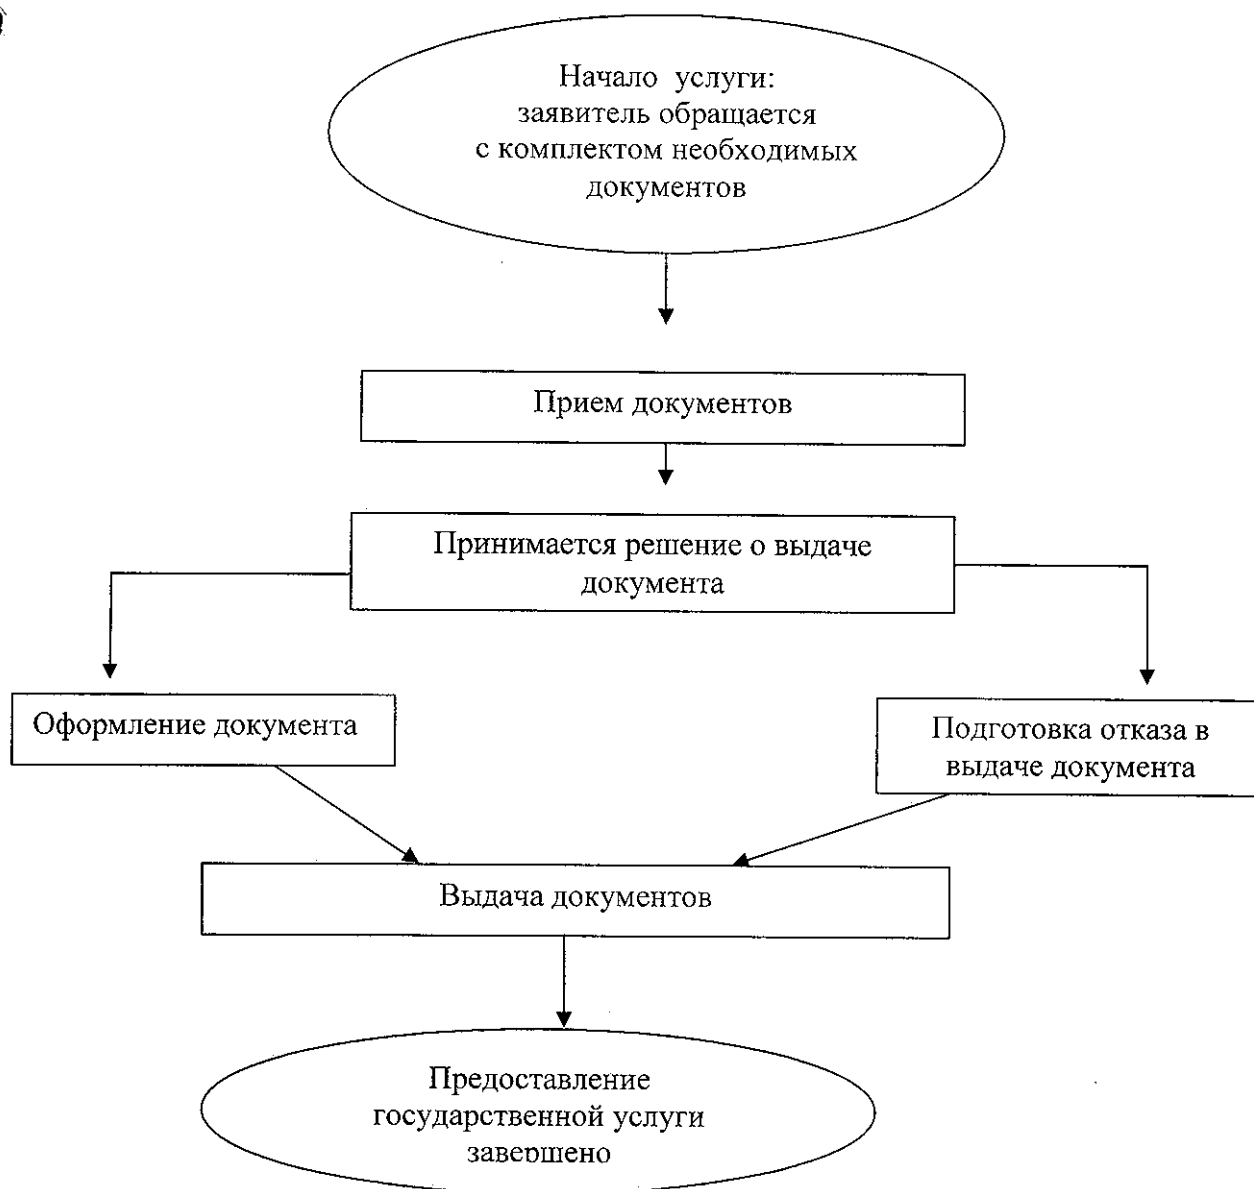 Начало услуги:
заявитель обращается
с комплектом необходимых
документов
Прием документов
Принимается решение о выдаче
документа
Оформление документа
Подготовка отказа в
выдаче документа
Выдача документов
Предоставление
государственной услуги
завершено